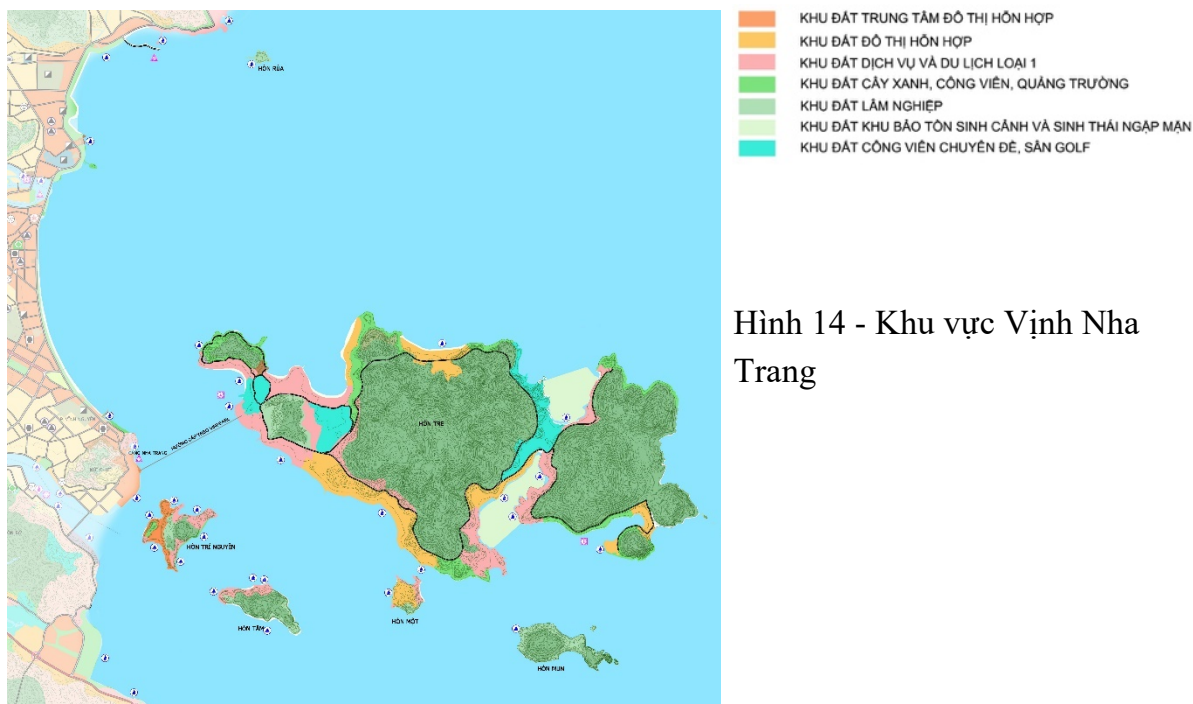 KHU ĐẤT TRUNG TÂM ĐÔ THỊ HỖN HỢP
KHU ĐẤT ĐÔ THỊ HỖN HỢP
KHU ĐẤT DỊCH VỤ VÀ DU LỊCH LOẠI 1
KHU ĐẤT CÂY XANH, CÔNG VIÊN, QUẢNG TRƯỜNG
KHU ĐẤT LÂM NGHIỆP
KHU ĐẤT KHU BẢO TỒN SINH CẢNH VÀ SINH THÁI NGẬP MẶN
KHU ĐẤT CÔNG VIÊN CHUYÊN ĐỀ, SÂN GOLF
Hình 14 - Khu vực Vịnh Nha
Trang
HÒN RÙA
HÒN TRE
CẢNG NHA TRANG
HÒN TRÍ NGUYÊN
HÒN TẰM
HÒN MỘT
HÒN MUN